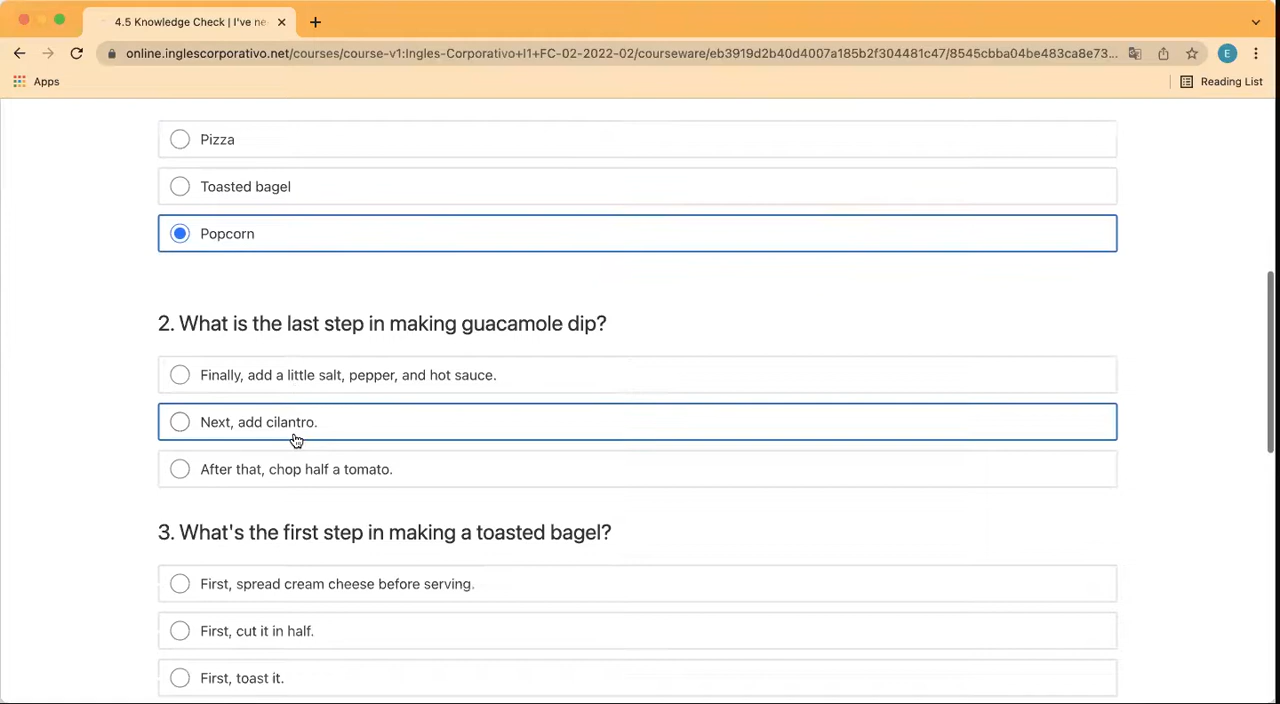 4.5 Knowledge Check | I've ne
online.inglescorporativo.net/courses/course-v1:Ingles-Corporativo+I1+FC-02-2022-02/courseware/eb3919d2b40d4007a185b2f304481c47/8545cbba04be483ca8e73...
E
Apps
Reading List
Pizza
Toasted bagel
Popcorn
2. What is the last step in making guacamole dip?
Finally, add a little salt, pepper, and hot sauce.
Next, add cilantro.
After that, chop half a tomato.
3. What's the first step in making a toasted bagel?
First, spread cream cheese before serving.
First, cut it in half.
First, toast it.